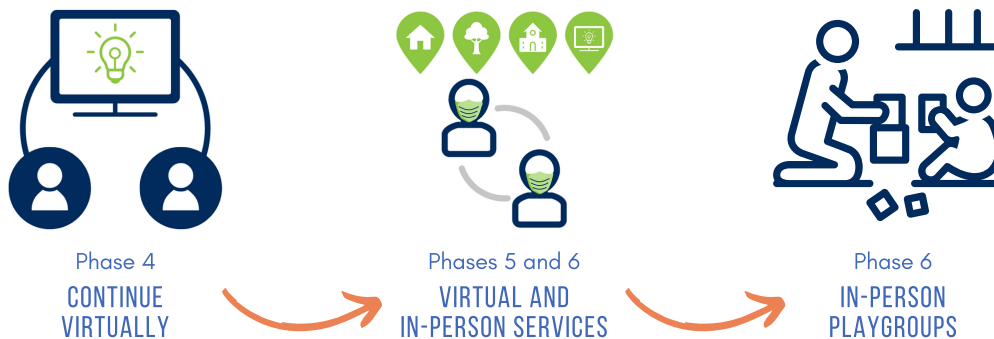 Phase 4
CONTINUE
VIRTUALLY
Phases 5 and 6
VIRTUAL AND
IN-PERSON SERVICES
Phase 6
IN-PERSON
PLAYGROUPS